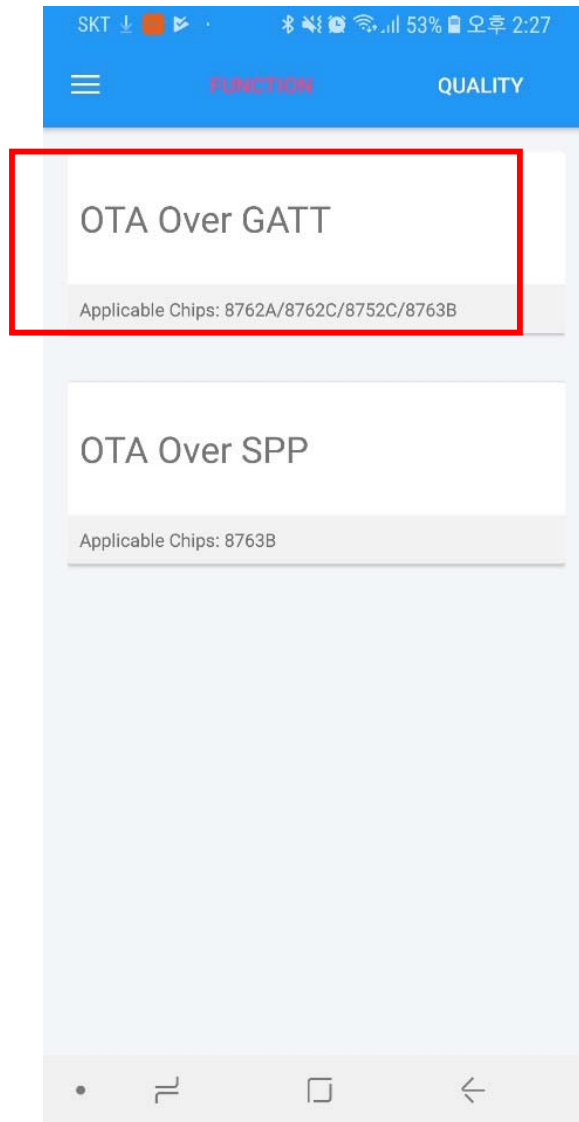 SKT 53% 오후 2:27
FUNCTION QUALITY
OTA Over GATT
Applicable Chips: 8762A/8762C/8752C/8763B
OTA Over SPP
Applicable Chips: 8763B